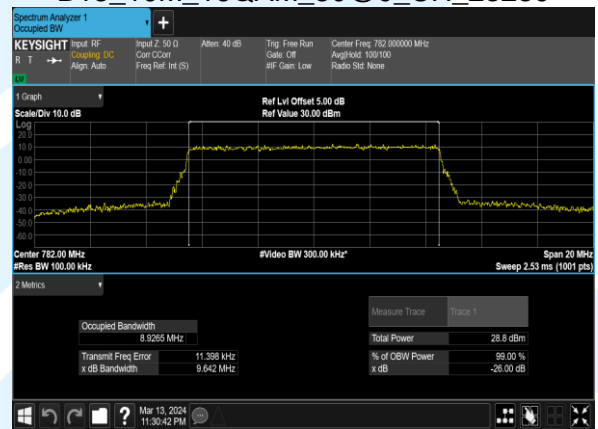 Spectrum Analyzer 1
Occupied BW
KEYSIGHT
R T
LV
Input: RF
Coupling: DC
Align: Auto
Input Z: 50 Ω
Corr CCorr
Freq Ref: Int (S)
Atten: 40 dB
Trig: Free Run
Gate: Off
#IF Gain: Low
Center Freq: 782.000000 MHz
Avg|Hold: 100/100
Radio Std: None
1 Graph
Scale/Div 10.0 dB
Ref Lvl Offset 5.00 dB
Ref Value 30.00 dBm
Log
20.0
10.0
0.00
-10.0
-20.0
-30.0
-40.0
-50.0
-60.0
Center 782.00 MHz
#Video BW 300.00 kHz*
Span 20 MHz
#Res BW 100.00 kHz
Sweep 2.53 ms (1001 pts)
2 Metrics
Measure Trace
Trace 1
Occupied Bandwidth
8.9265 MHz
Total Power
28.8 dBm
Transmit Freq Error
11.398 kHz
% of OBW Power
99.00 %
x dB Bandwidth
9.642 MHz
x dB
-26.00 dB
?
Mar 13, 2024
11:30:42 PM